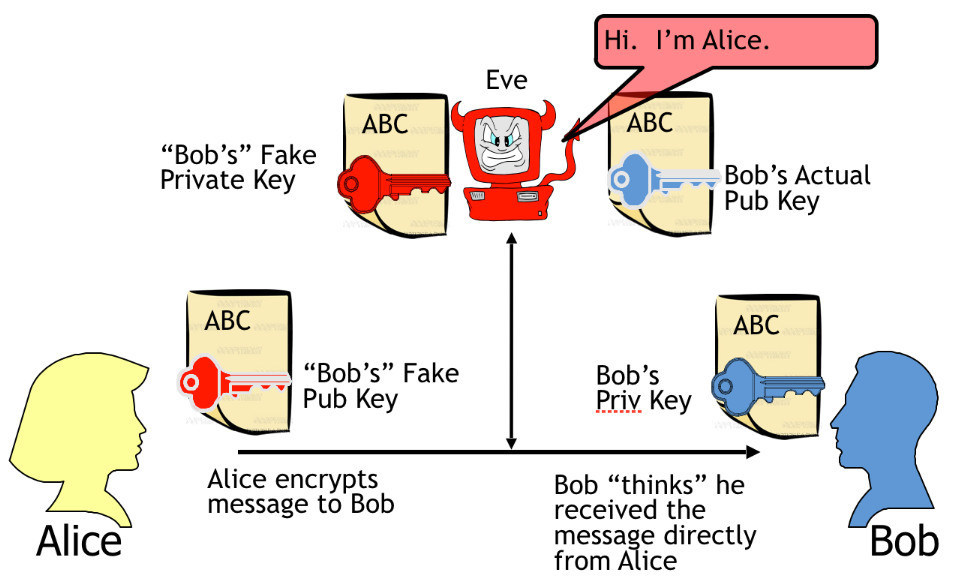 Hi.  I’m Alice.
Eve
ABC
ABC
“Bob’s” Fake
Private Key
Bob’s Actual
Pub Key
ABC
ABC
“Bob’s” Fake
Pub Key
Bob’s
Priv Key
Alice encrypts
message to Bob
Bob “thinks” he
received the
message directly
from Alice
Alice
Bob